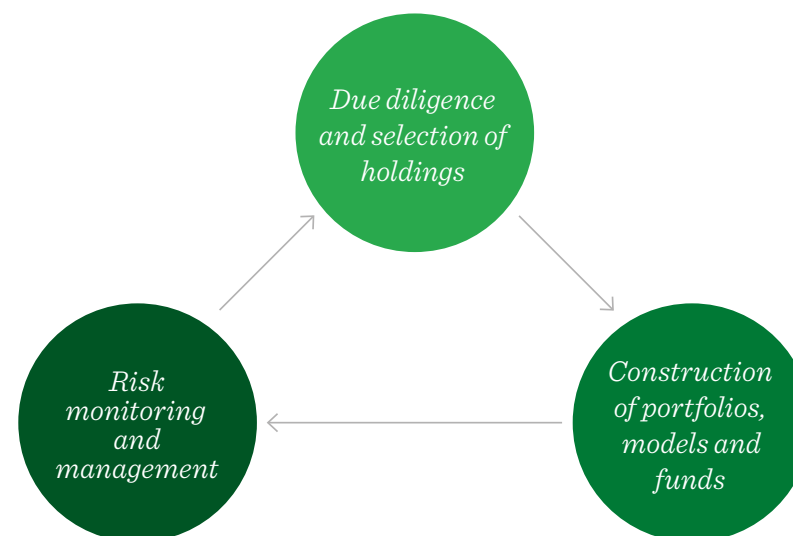 Due diligence
and selection of
holdings
Risk
monitoring
and
management
Construction
of portfolios,
models and
funds